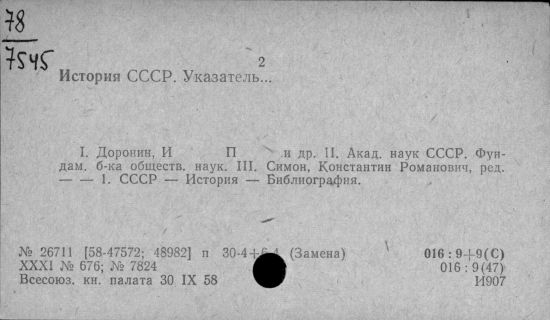 78
7545
2
История СССР. Указатель...
I. Доронин, И П и др. II. Акад. наук СССР. Фун-
дам. б-ка обществ. наук. III. Симон, Константин Романович, ред.
— — 1. СССР — История — Библиография.
№ 26711 [58-47572; 48982] п 30-4+6-4 (Замена) 016 : 9+9(С)
XXXI № 676; № 7824 016 : 9(47)
Всесоюз. кн. палата 30 IX 58 И907